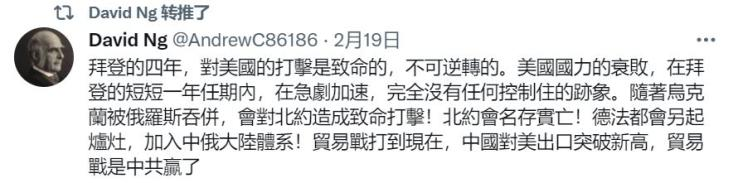 David Ng 转推了
David Ng @AndrewC86186 · 2月19日
拜登的四年，對美國的打擊是致命的，不可逆轉的。美國國力的衰敗，在拜
登的短短一年任期內，在急劇加速，完全沒有任何控制住的跡象。隨著烏克
蘭被俄羅斯吞併，會對北約造成致命打擊！北約會名存實亡！德法都會另起
爐灶，加入中俄大陸體系！貿易戰打到現在，中國對美出口突破新高，貿易
戰是中共贏了